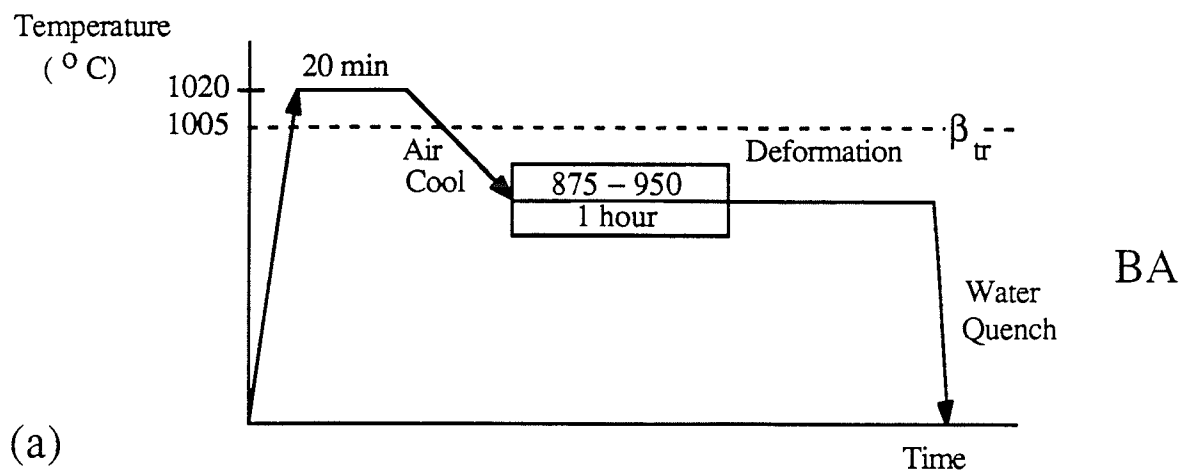 Temperature
( ° C)
20 min
1020
1005
β tr
Air
Cool
Deformation
875 – 950
1 hour
BA
Water
Quench
(a)
Time